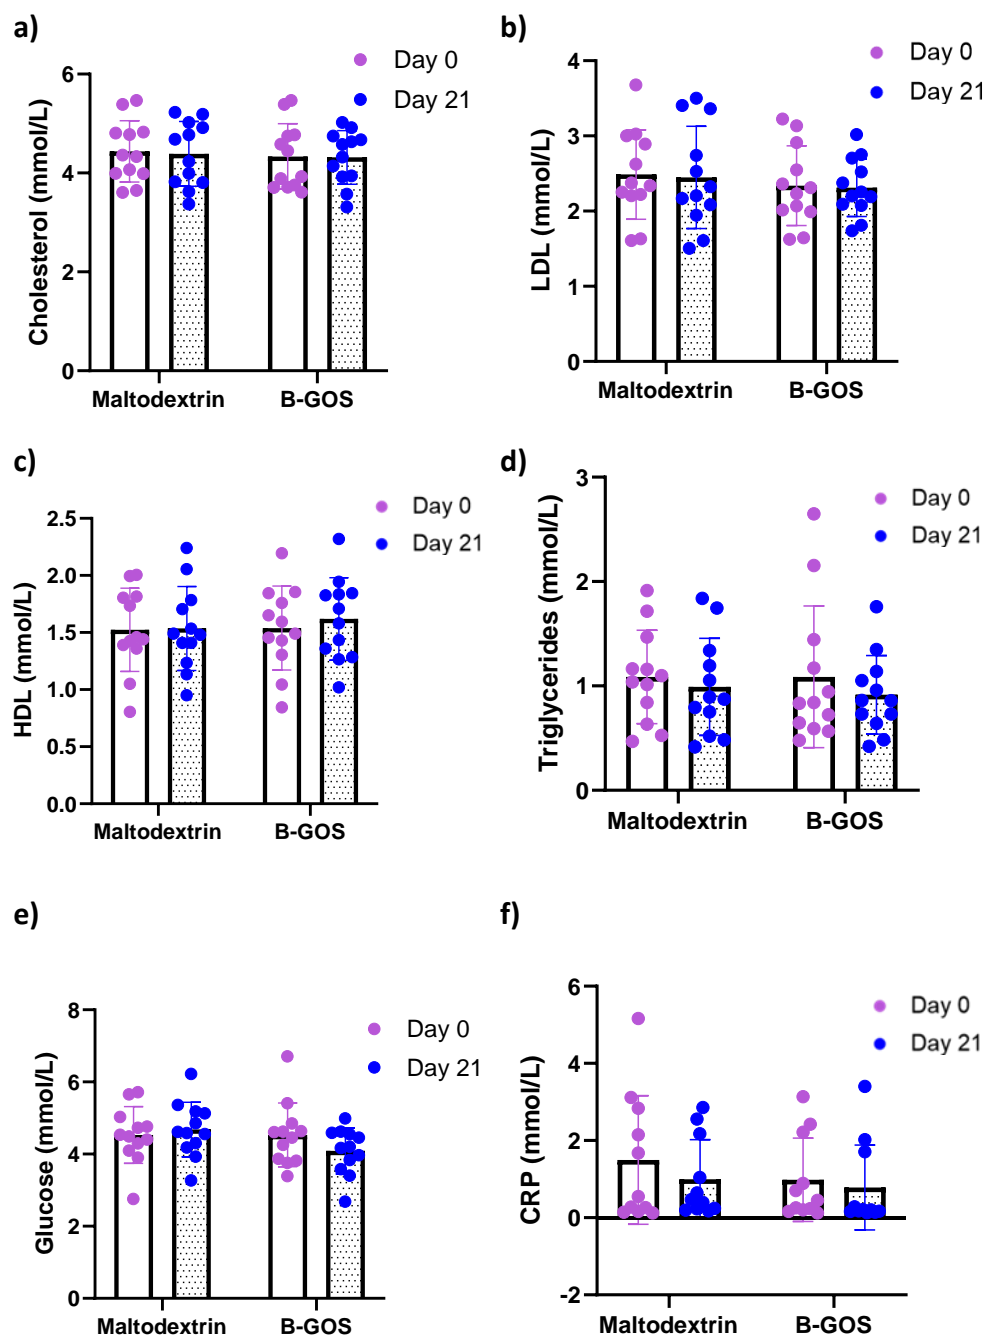 a)
Day 0
Day 21
Cholesterol (mmol/L)
6
4
2
0
Maltodextrin
B-GOS
b)
Day 0
Day 21
LDL (mmol/L)
4
3
2
1
0
Maltodextrin
B-GOS
c)
Day 0
Day 21
HDL (mmol/L)
2.5
2.0
1.5
1.0
0.5
0.0
Maltodextrin
B-GOS
d)
Day 0
Day 21
Triglycerides (mmol/L)
3
2
1
0
Maltodextrin
B-GOS
e)
Day 0
Day 21
Glucose (mmol/L)
8
6
4
2
0
Maltodextrin
B-GOS
f)
Day 0
Day 21
CRP (mmol/L)
6
4
2
0
-2
Maltodextrin
B-GOS